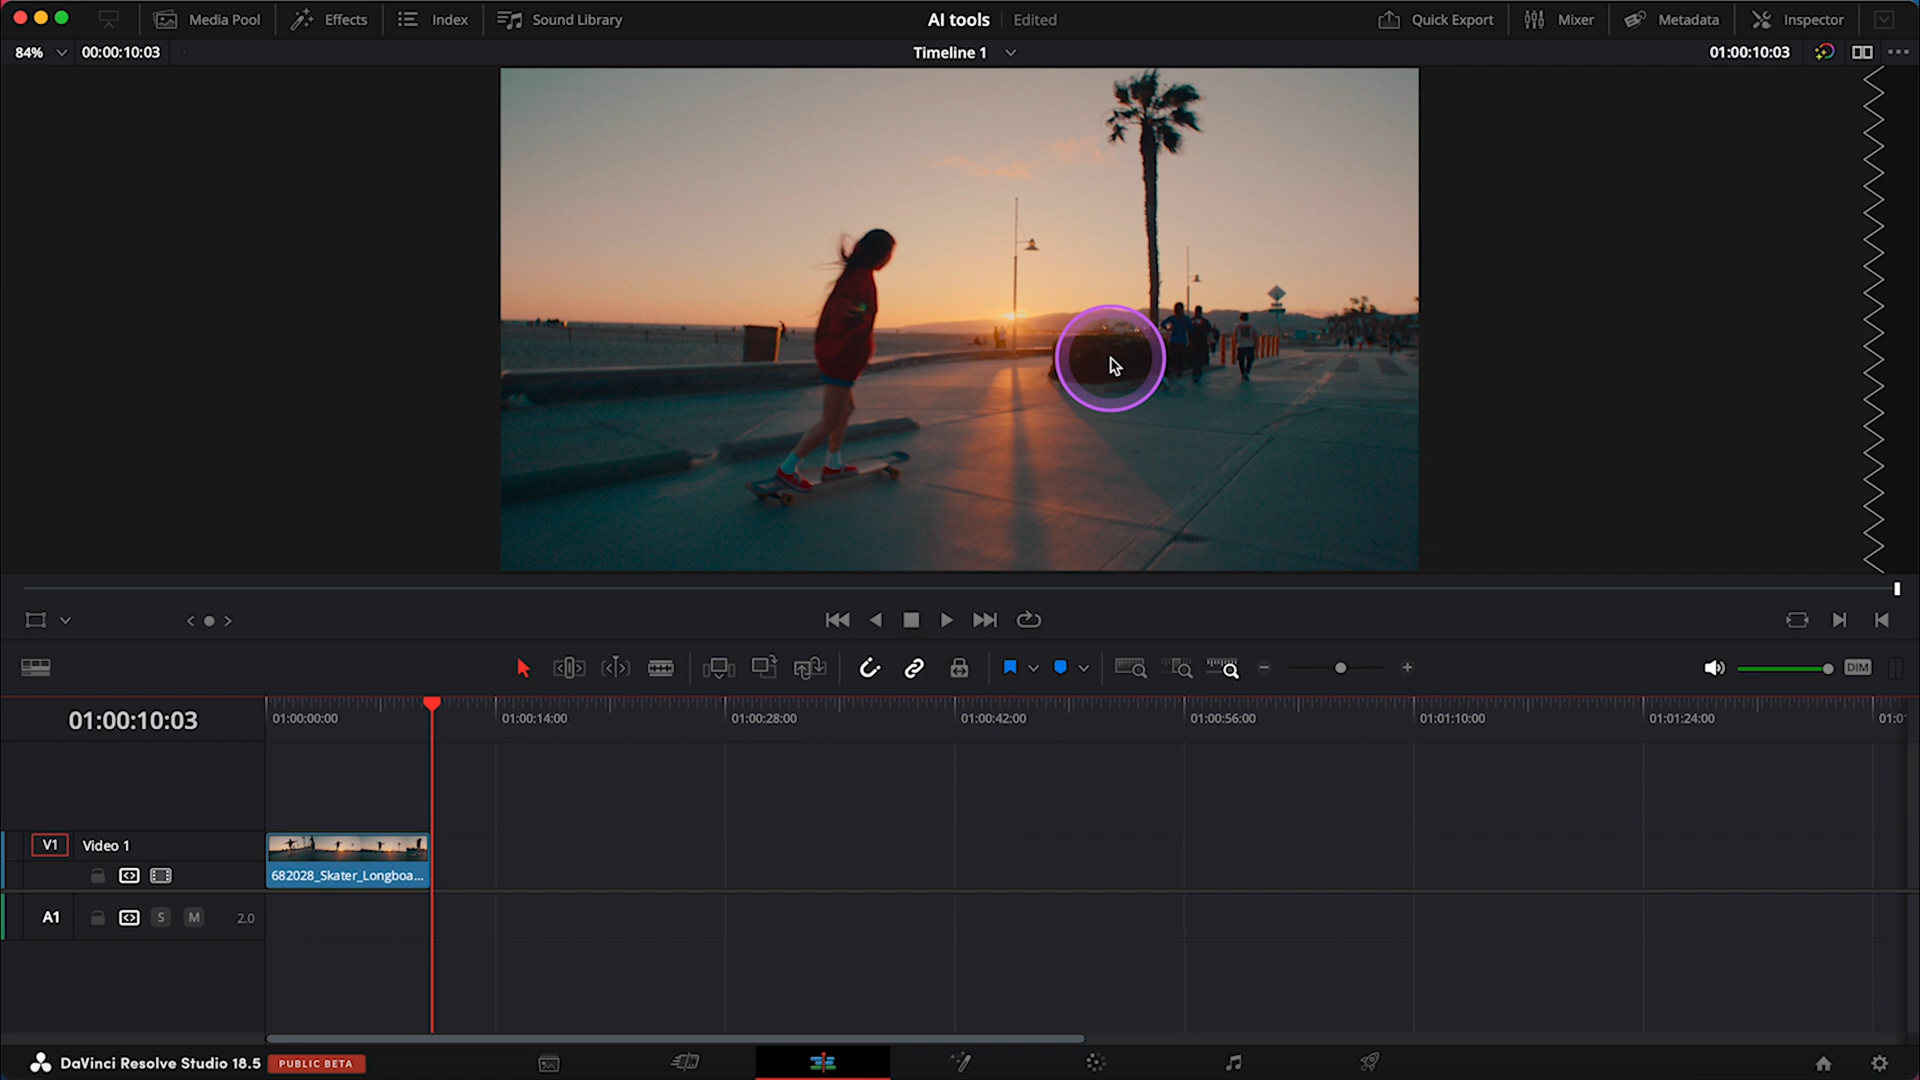 Media Pool
Effects
Index
Sound Library
AI tools
Edited
Quick Export
Mixer
Metadata
Inspector
84%
00:00:10:03
Timeline 1
01:00:10:03
DIM
01:00:10:03
01:00:00:00
01:00:14:00
01:00:28:00
01:00:42:00
01:00:56:00
01:01:10:00
01:01:24:00
01:0
V1
Video 1
682028_Skater_Longboa...
A1
S
M
2.0
DaVinci Resolve Studio 18.5
PUBLIC BETA